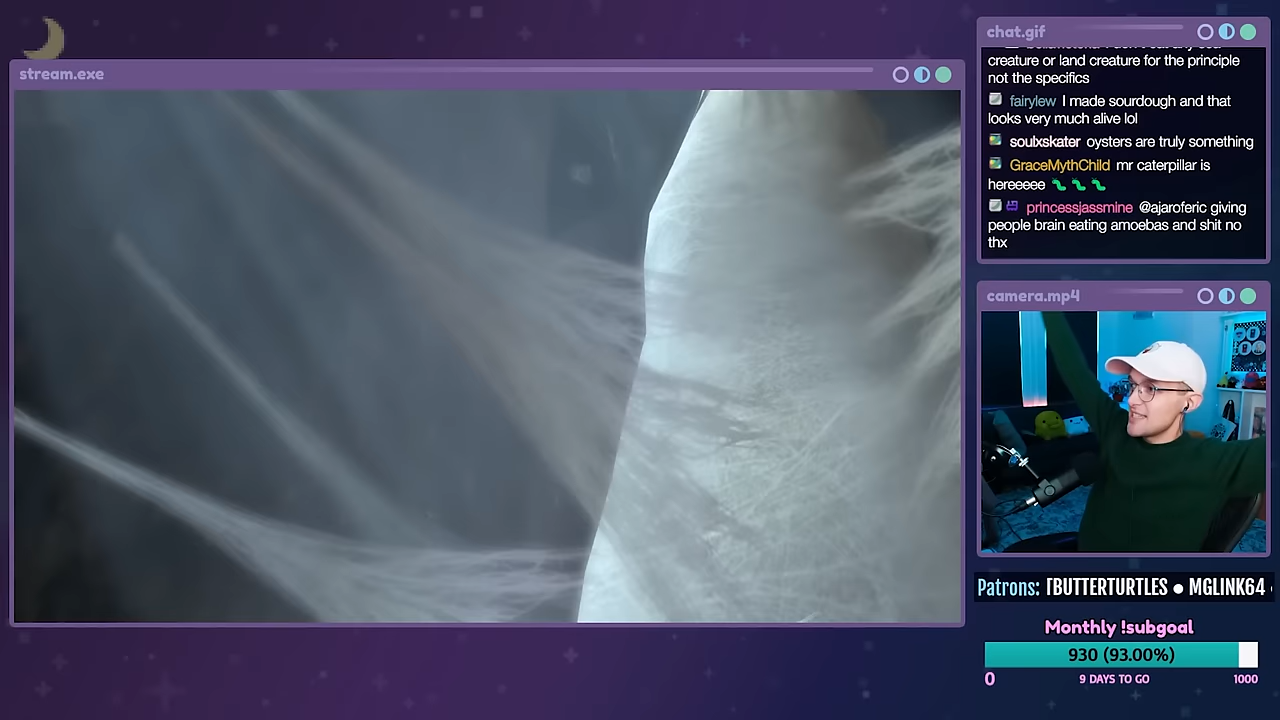 stream.exe
chat.gif
creature or land creature for the principle
not the specifics
fairylew I made sourdough and that
looks very much alive lol
soulxskater oysters are truly something
GraceMythChild mr caterpillar is
hereeeee
princessjassmine @ajaroferic giving
people brain eating amoebas and shit no
thx
camera.mp4
Patrons: TBUTTERTURTLES ● MGLINK64
Monthly !subgoal
930 (93.00%)
0 9 DAYS TO GO 1000